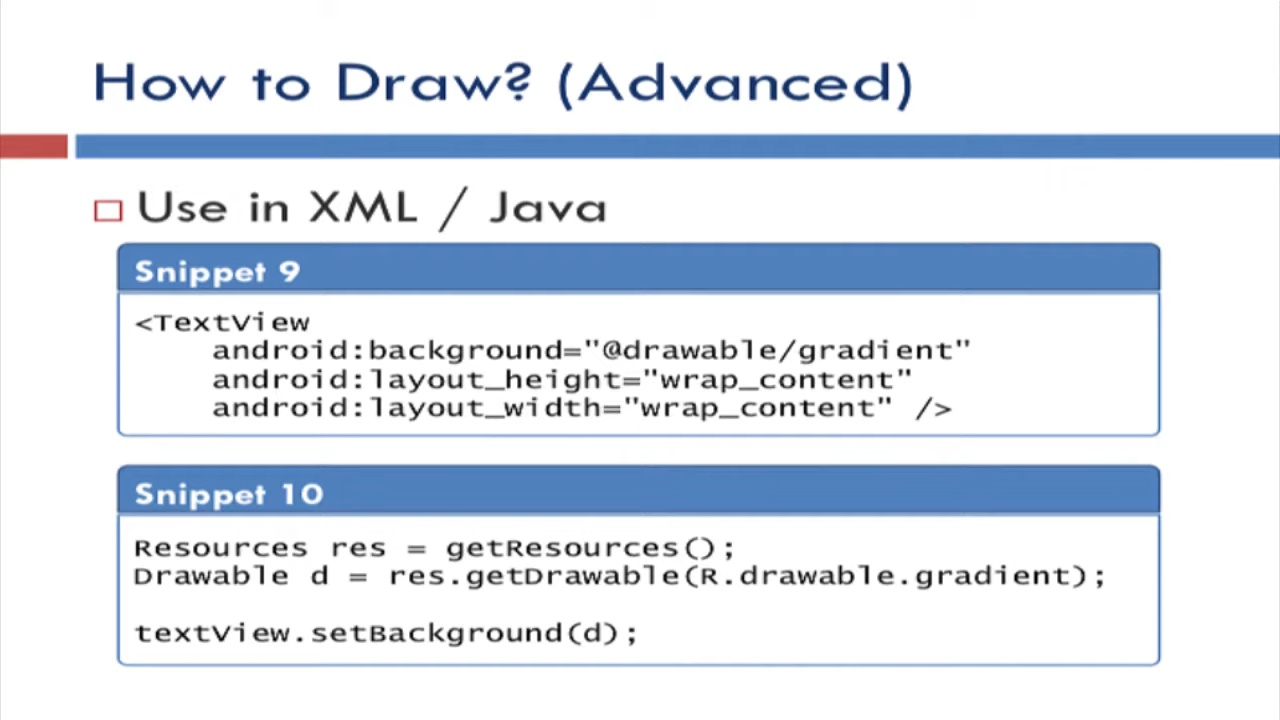 How to Draw? (Advanced)
Use in XML / Java
Snippet 9
<TextView
android:background="@drawable/gradient"
android:layout_height="wrap_content"
android:layout_width="wrap_content" />
Snippet 10
Resources res = getResources();
Drawable d = res.getDrawable(R.drawable.gradient);
textView.setBackground(d);